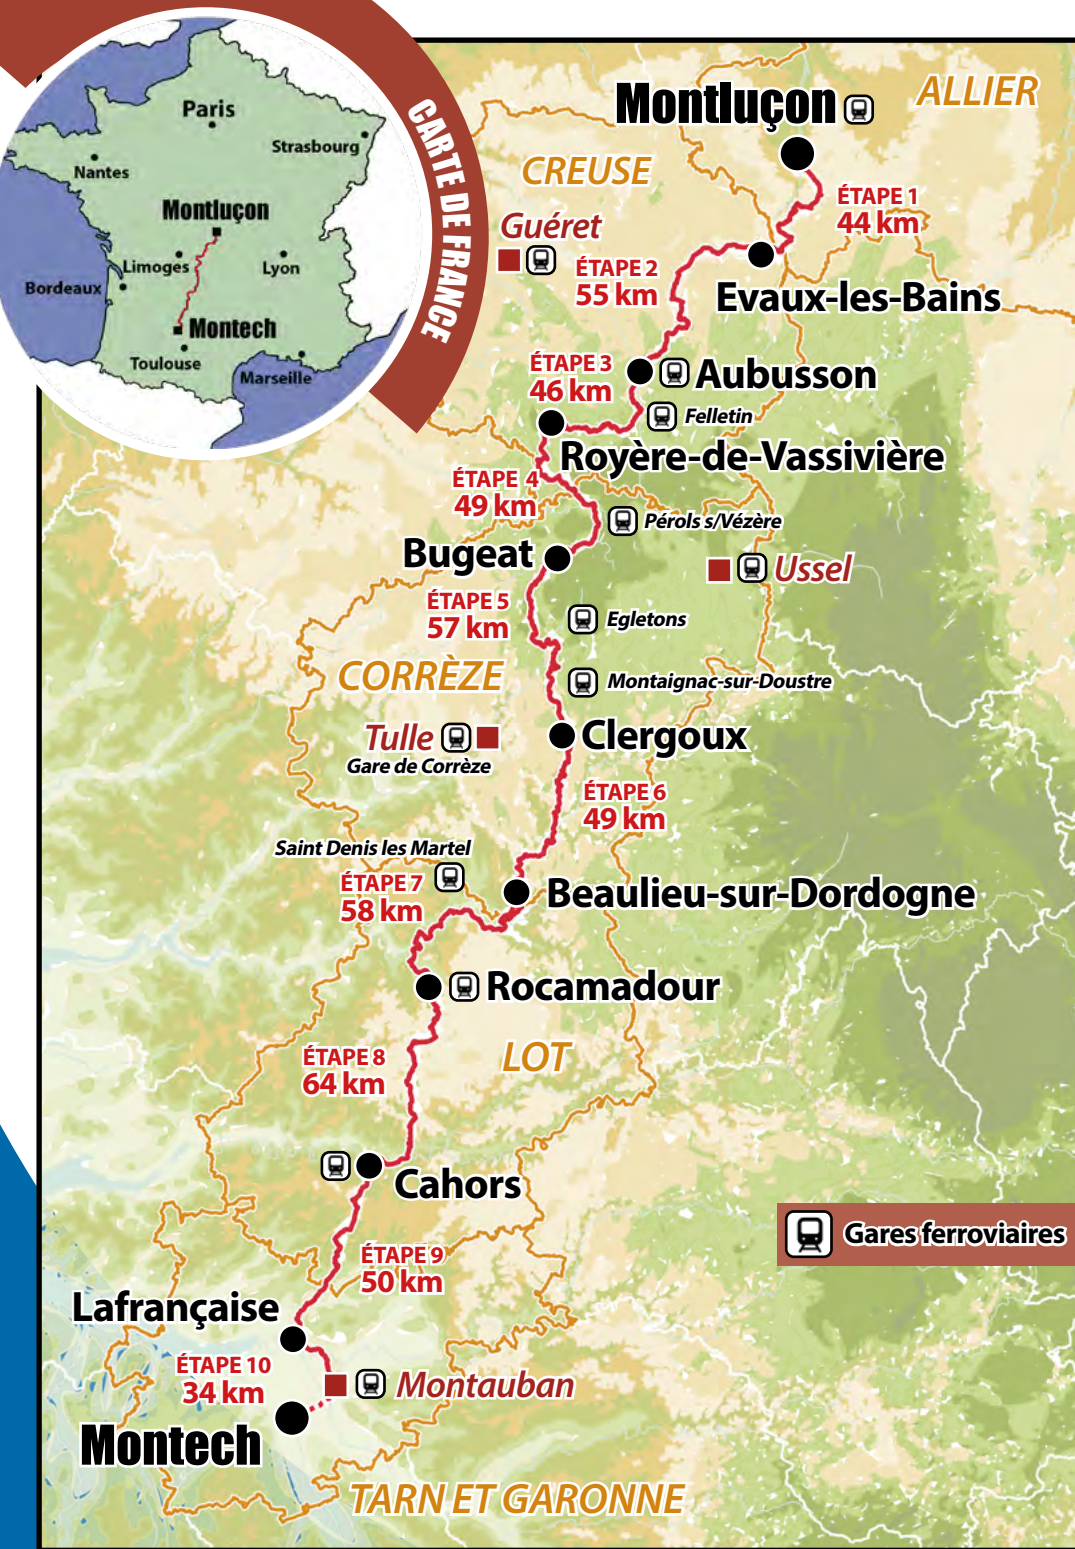 CARTE DE FRANCE
Paris
Strasbourg
Nantes
Montluçon
Limoges
Lyon
Bordeaux
Montech
Toulouse
Marseille
ALLIER
Montluçon
CREUSE
ÉTAPE 1
44 km
Guéret
ÉTAPE 2
55 km
Evaux-les-Bains
ÉTAPE 3
46 km
Aubusson
Felletin
Royère-de-Vassivière
ÉTAPE 4
49 km
Pérols s/Vézère
Bugeat
Ussel
ÉTAPE 5
57 km
Egletons
CORRÈZE
Montaignac-sur-Doustre
Tulle
Gare de Corrèze
Clergoux
ÉTAPE 6
49 km
Saint Denis les Martel
ÉTAPE 7
58 km
Beaulieu-sur-Dordogne
Rocamadour
LOT
ÉTAPE 8
64 km
Cahors
Gares ferroviaires
ÉTAPE 9
50 km
Lafrançaise
ÉTAPE 10
34 km
Montauban
Montech
TARN ET GARONNE